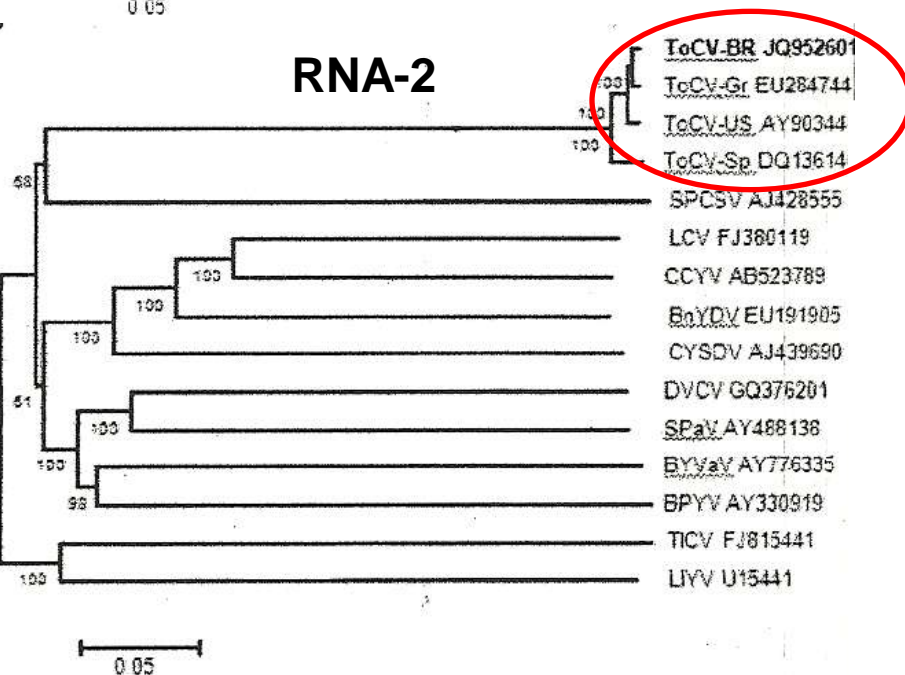 0 05
RNA-2
ToCV-BR JQ952601
100
ToCV-Gr EU284744
100
ToCV-US AY90344
100
ToCV-Sp DQ13614
68
SPCSV AJ428555
LCV FJ380119
100
CCYV AB523789
100
BnYDV EU191905
100
CYSDV AJ439690
DVCV GQ376201
51
100
SPaV AY488138
100
BYVaV AY776335
98
BPYV AY330919
TICV FJ815441
100
LIYV U15441
0 05